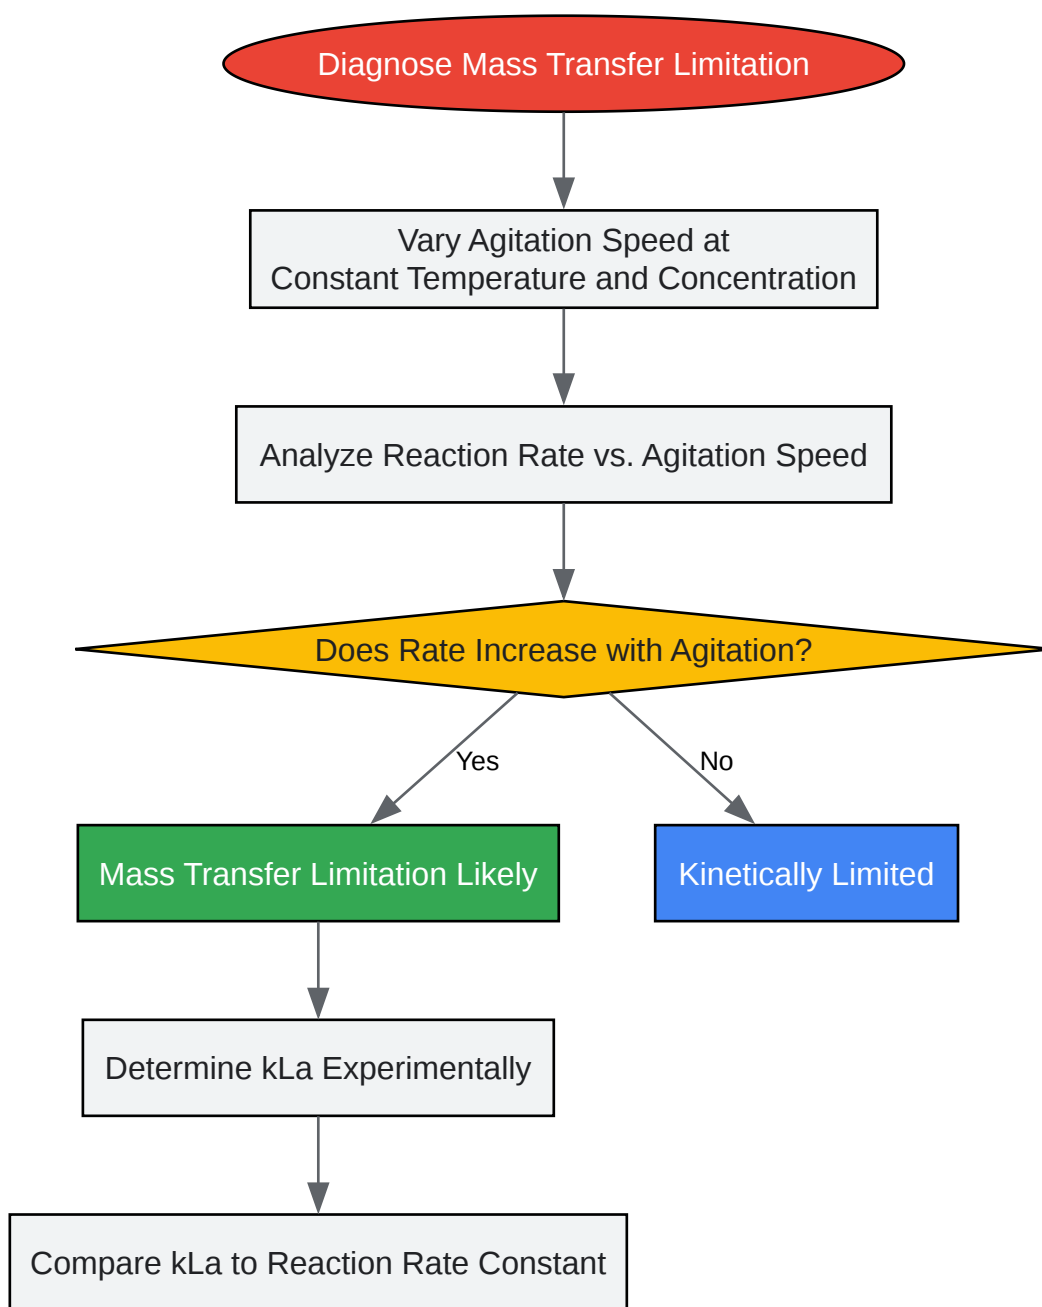 Diagnose Mass Transfer Limitation
Vary Agitation Speed at
Constant Temperature and Concentration
Analyze Reaction Rate vs. Agitation Speed
Does Rate Increase with Agitation?
Yes
No
Mass Transfer Limitation Likely
Kinetically Limited
Determine kLa Experimentally
Compare kLa to Reaction Rate Constant